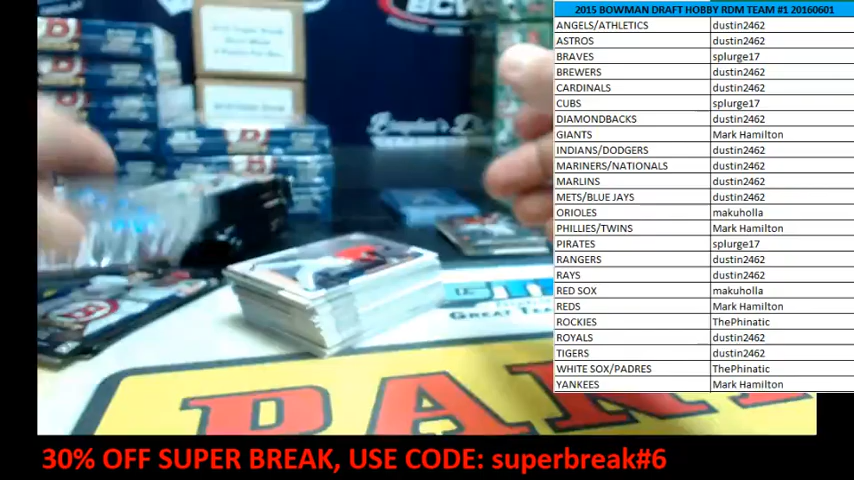 2015 BOWMAN DRAFT HOBBY RDM TEAM #1 20160601
ANGELS/ATHLETICS dustin2462
ASTROS dustin2462
BRAVES splurge17
BREWERS dustin2462
CARDINALS dustin2462
CUBS splurge17
DIAMONDBACKS dustin2462
GIANTS Mark Hamilton
INDIANS/DODGERS dustin2462
MARINERS/NATIONALS dustin2462
MARLINS dustin2462
METS/BLUE JAYS dustin2462
ORIOLES makuholla
PHILLIES/TWINS Mark Hamilton
PIRATES splurge17
RANGERS dustin2462
RAYS dustin2462
RED SOX makuholla
REDS Mark Hamilton
ROCKIES ThePhinatic
ROYALS dustin2462
TIGERS dustin2462
WHITE SOX/PADRES ThePhinatic
YANKEES Mark Hamilton
GREAT
PANI
30% OFF SUPER BREAK, USE CODE: superbreak#6